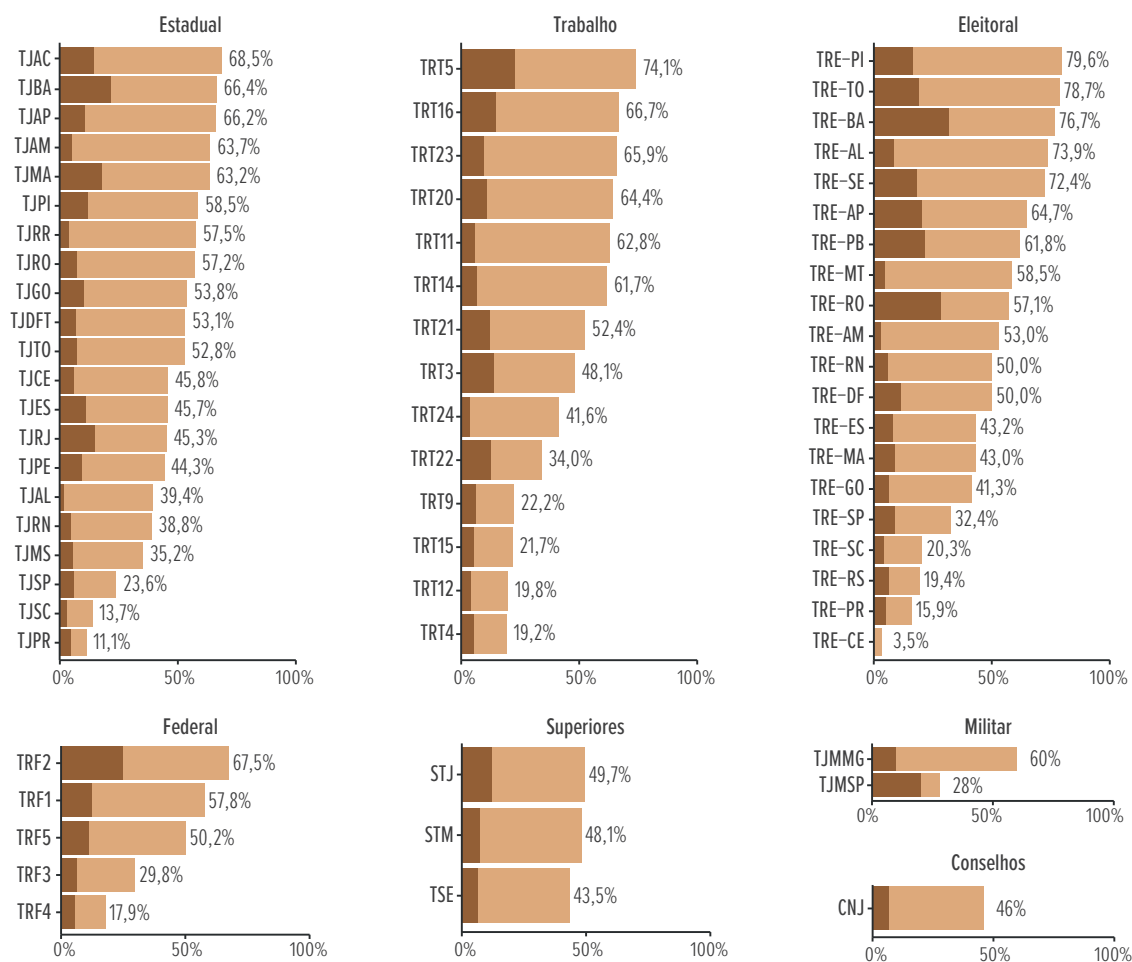 Estadual
TJAC 68,5%
TJBA 66,4%
TJAP 66,2%
TJAM 63,7%
TJMA 63,2%
TJPI 58,5%
TJRR 57,5%
TJRO 57,2%
TJGO 53,8%
TJDFT 53,1%
TJTO 52,8%
TJCE 45,8%
TJES 45,7%
TJRJ 45,3%
TJPE 44,3%
TJAL 39,4%
TJRN 38,8%
TJMS 35,2%
TJSP 23,6%
TJSC 13,7%
TJPR 11,1%
0% 50% 100%
Trabalho
TRT5 74,1%
TRT16 66,7%
TRT23 65,9%
TRT20 64,4%
TRT11 62,8%
TRT14 61,7%
TRT21 52,4%
TRT3 48,1%
TRT24 41,6%
TRT22 34,0%
TRT9 22,2%
TRT15 21,7%
TRT12 19,8%
TRT4 19,2%
0% 50% 100%
Eleitoral
TRE-PI 79,6%
TRE-TO 78,7%
TRE-BA 76,7%
TRE-AL 73,9%
TRE-SE 72,4%
TRE-AP 64,7%
TRE-PB 61,8%
TRE-MT 58,5%
TRE-RO 57,1%
TRE-AM 53,0%
TRE-RN 50,0%
TRE-DF 50,0%
TRE-ES 43,2%
TRE-MA 43,0%
TRE-GO 41,3%
TRE-SP 32,4%
TRE-SC 20,3%
TRE-RS 19,4%
TRE-PR 15,9%
TRE-CE 3,5%
0% 50% 100%
Federal
TRF2 67,5%
TRF1 57,8%
TRF5 50,2%
TRF3 29,8%
TRF4 17,9%
0% 50% 100%
Superiores
STJ 49,7%
STM 48,1%
TSE 43,5%
0% 50% 100%
Militar
TJMMG 60%
TJMSP 28%
0% 50% 100%
Conselhos
CNJ 46%
0% 50% 100%